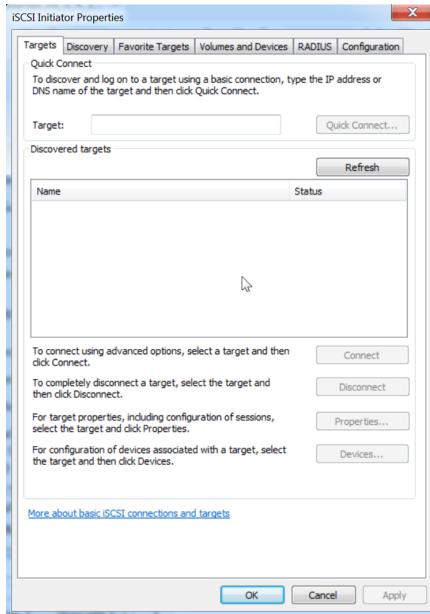 iSCSI Initiator Properties
Targets Discovery Favorite Targets Volumes and Devices RADIUS Configuration
Quick Connect
To discover and log on to a target using a basic connection, type the IP address or
DNS name of the target and then click Quick Connect.
Target: Quick Connect...
Discovered targets
Refresh
Name Status
To connect using advanced options, select a target and then
click Connect.
Connect
To completely disconnect a target, select the target and
then click Disconnect.
Disconnect
For target properties, including configuration of sessions,
select the target and click Properties.
Properties...
For configuration of devices associated with a target, select
the target and then click Devices.
Devices...
More about basic iSCSI connections and targets
OK Cancel Apply